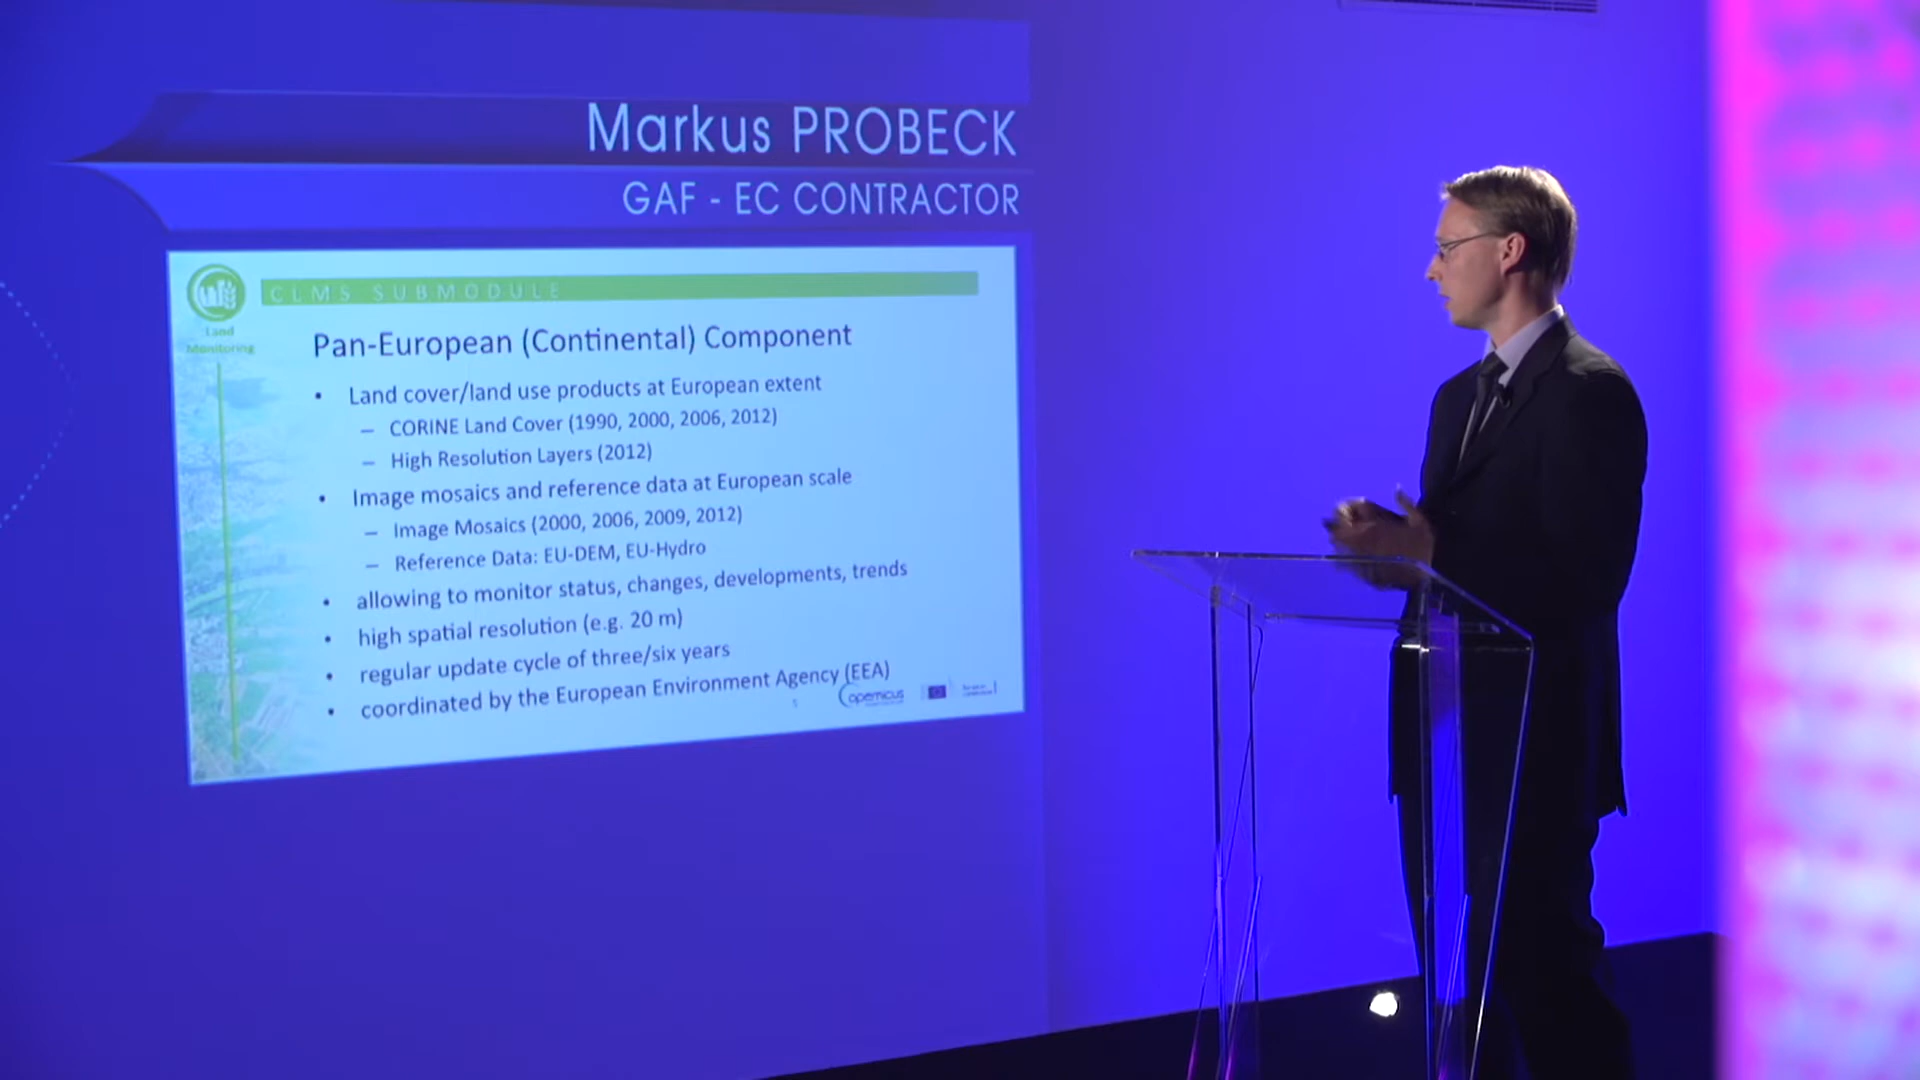 Markus PROBECK
GAF - EC CONTRACTOR
CLMS SUBMODULE
Land
Monitoring
Pan-European (Continental) Component
• Land cover/land use products at European extent
– CORINE Land Cover (1990, 2000, 2006, 2012)
– High Resolution Layers (2012)
• Image mosaics and reference data at European scale
– Image Mosaics (2000, 2006, 2009, 2012)
– Reference Data: EU-DEM, EU-Hydro
• allowing to monitor status, changes, developments, trends
• high spatial resolution (e.g. 20 m)
• regular update cycle of three/six years
• coordinated by the European Environment Agency (EEA)
opernicus